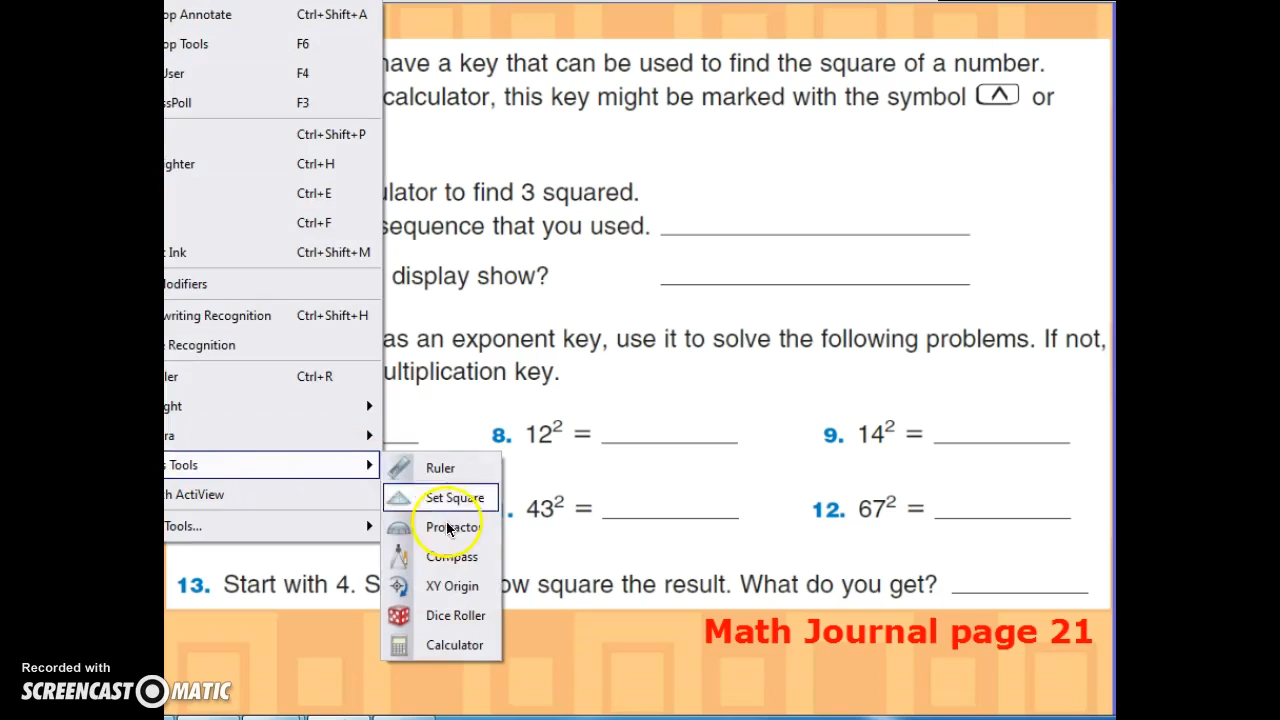 op Annotate Ctrl+Shift+A
op Tools F6
User F4
ssPoll F3
Ctrl+Shift+P
ighter Ctrl+H
Ctrl+E
Ctrl+F
t Ink Ctrl+Shift+M
odifiers
writing Recognition Ctrl+Shift+H
e Recognition
ler Ctrl+R
ght
ra
s Tools
h ActiView
Tools...
Ruler
Set Square
Protractor
Compass
XY Origin
Dice Roller
Calculator
have a key that can be used to find the square of a number.
calculator, this key might be marked with the symbol ^ or
ulator to find 3 squared.
sequence that you used.
display show?
as an exponent key, use it to solve the following problems. If not,
ultiplication key.
8. 12² = 9. 14² =
. 43² = 12. 67² =
13. Start with 4. S ow square the result. What do you get?
Math Journal page 21
Recorded with
SCREENCAST-O-MATIC